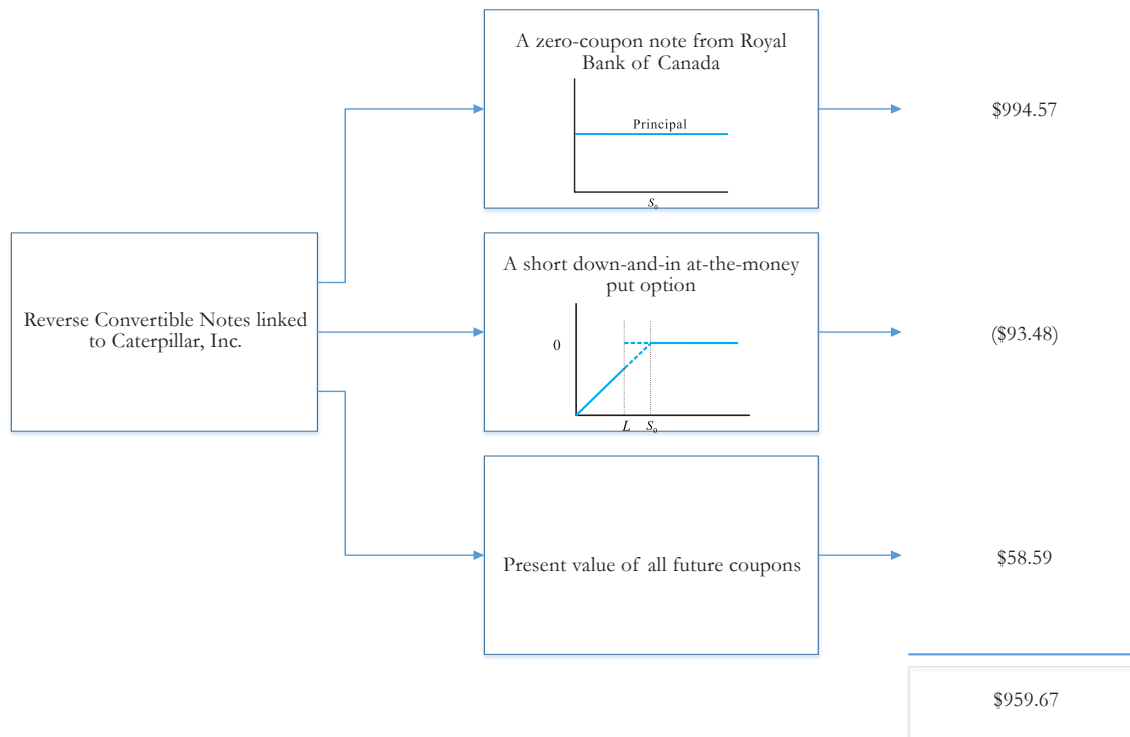 A zero-coupon note from Royal
Bank of Canada
Principal
S₀
$994.57
Reverse Convertible Notes linked
to Caterpillar, Inc.
A short down-and-in at-the-money
put option
0
L S₀
($93.48)
Present value of all future coupons
$58.59
$959.67